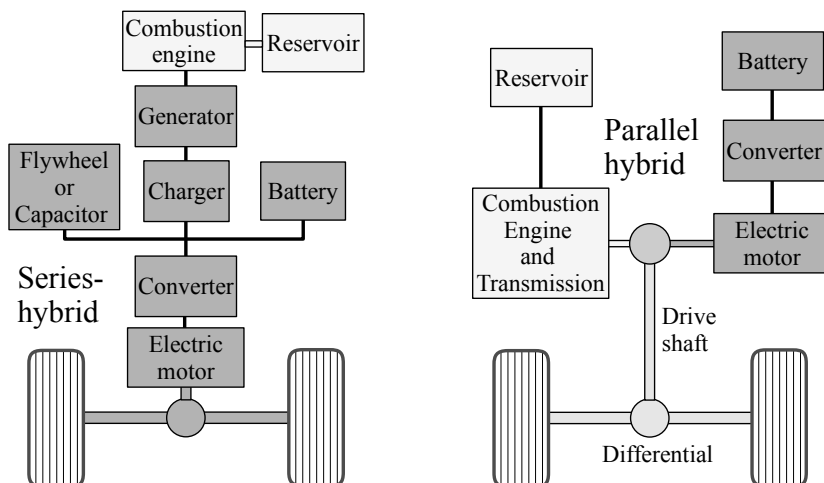 Combustion
engine
Reservoir
Generator
Flywheel
or
Capacitor
Charger
Battery
Series-
hybrid
Converter
Electric
motor
Reservoir
Battery
Parallel
hybrid
Converter
Combustion
Engine
and
Transmission
Electric
motor
Drive
shaft
Differential